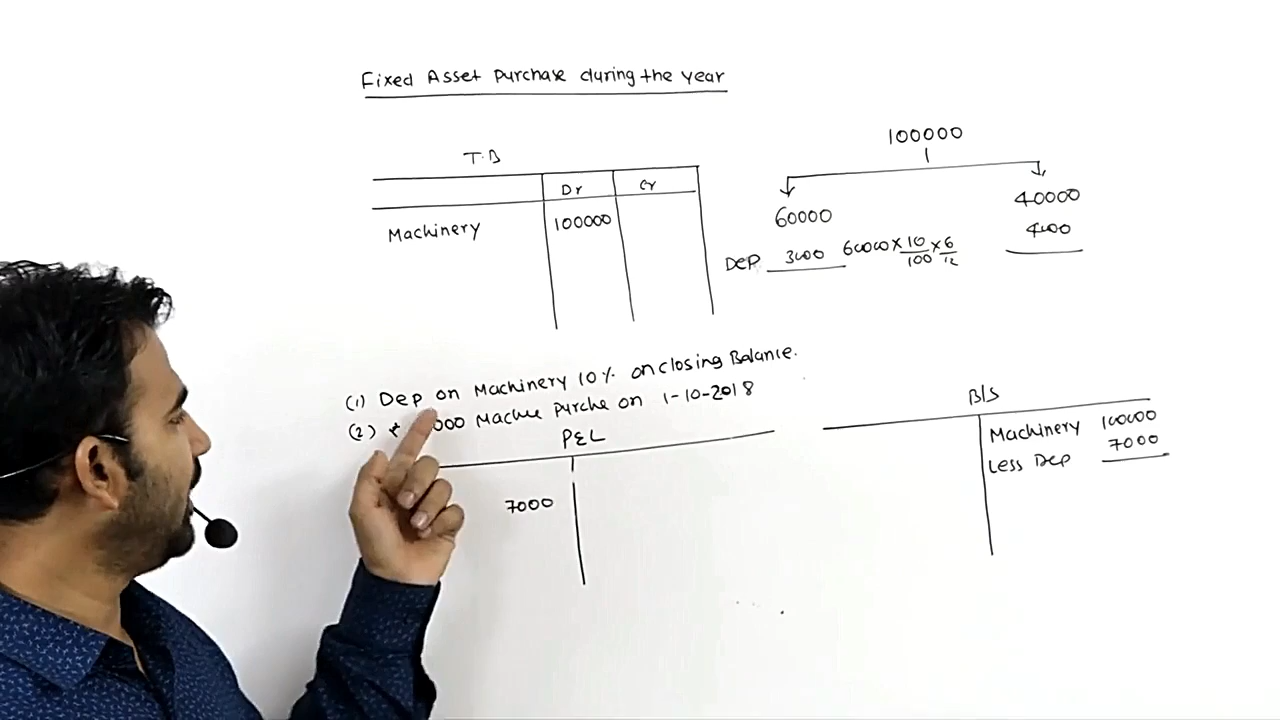 Fixed Asset Purchase during the year
T.B
Dr Cr
Machinery 100000
100000
60000 40000
Dep 3000 60000 × 10/100 × 6/12 4000
(1) Dep on Machinery 10% on closing Balance.
(2) ₹ 000 on 1-10-2018
P&L
7000
B/S
Machinery 100000
Less Dep 7000